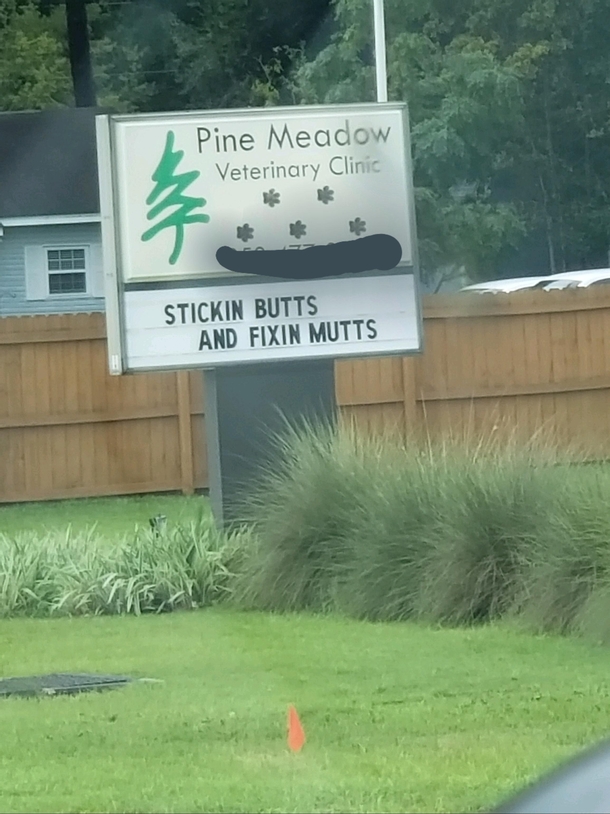 Pine Meadow
Veterinary Clinic
STICKIN BUTTS
AND FIXIN MUTTS